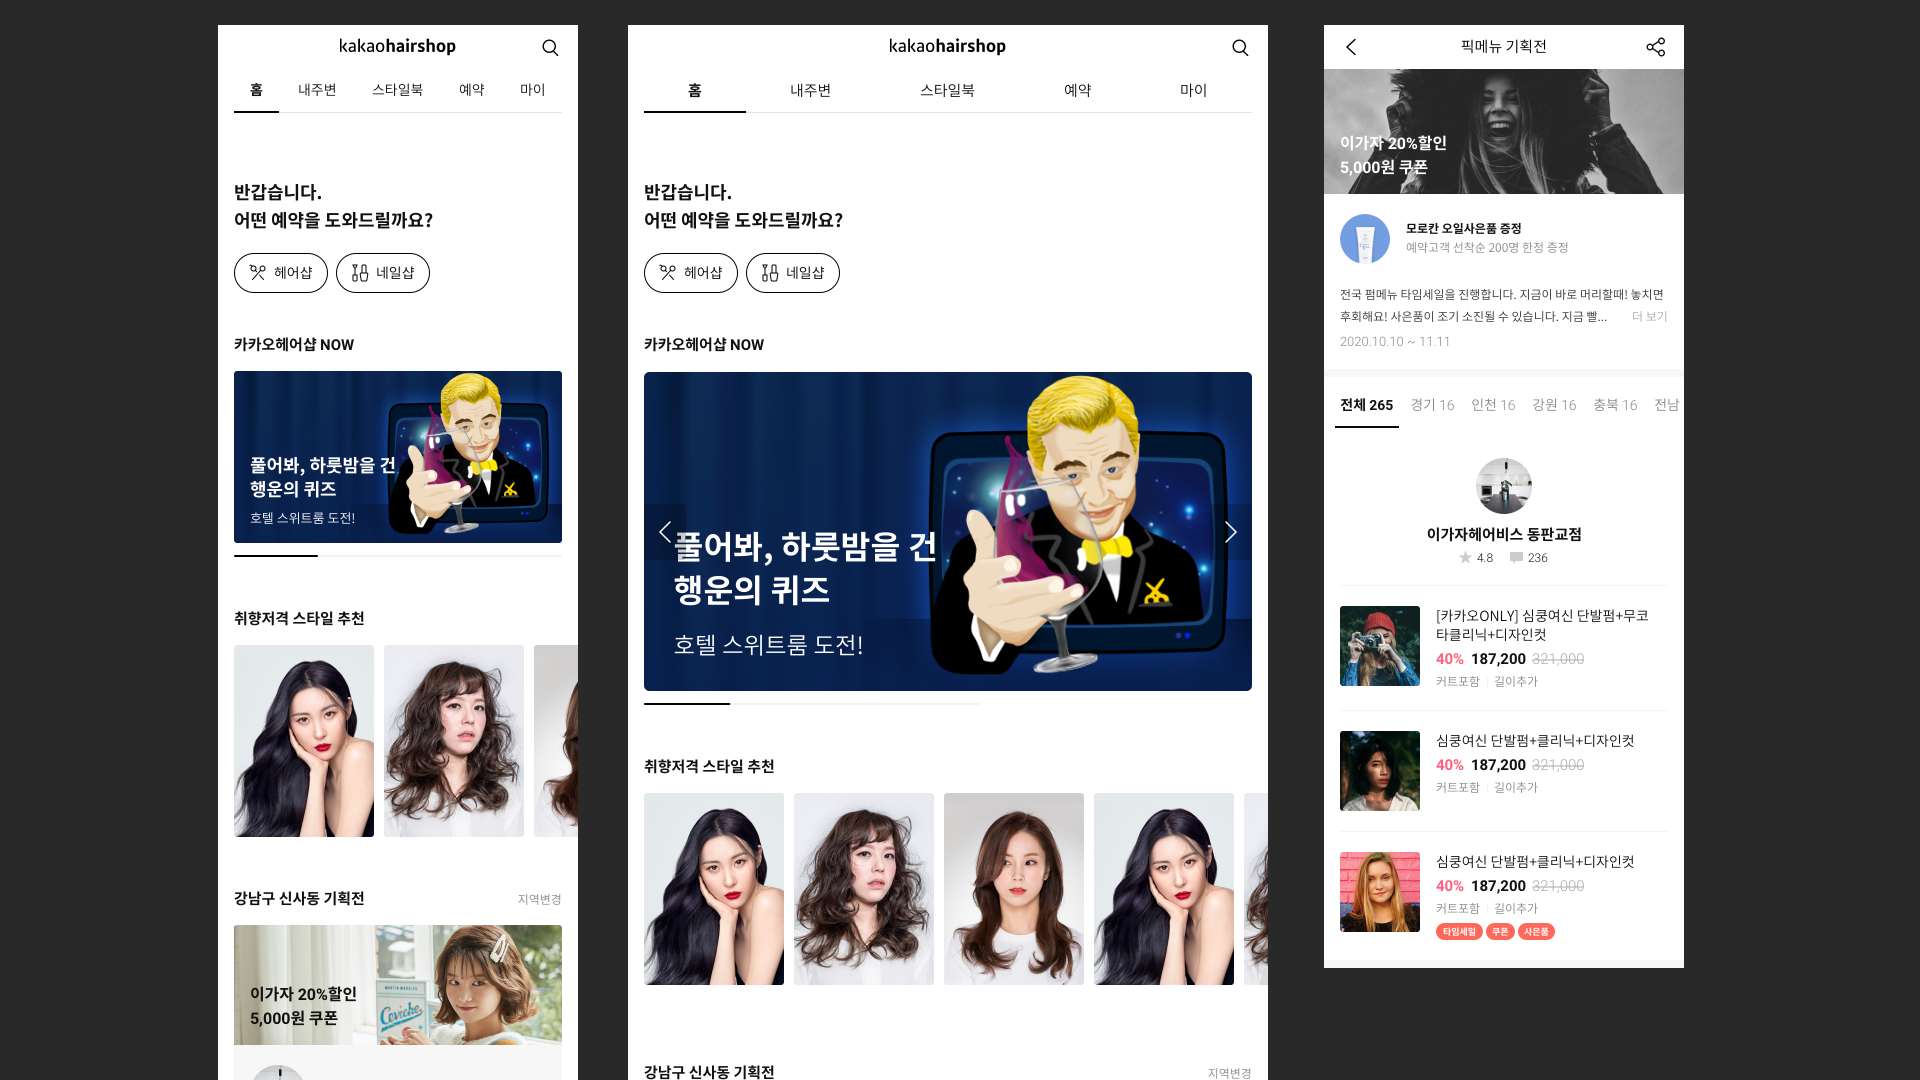 kakaohairshop
홈
내주변
스타일북
예약
마이
반갑습니다.
어떤 예약을 도와드릴까요?
헤어샵
네일샵
카카오헤어샵 NOW
풀어봐, 하룻밤을 건
행운의 퀴즈
호텔 스위트룸 도전!
취향저격 스타일 추천
강남구 신사동 기획전
지역변경
이가자 20%할인
5,000원 쿠폰
Ceviche
kakaohairshop
홈
내주변
스타일북
예약
마이
반갑습니다.
어떤 예약을 도와드릴까요?
헤어샵
네일샵
카카오헤어샵 NOW
풀어봐, 하룻밤을 건
행운의 퀴즈
호텔 스위트룸 도전!
취향저격 스타일 추천
강남구 신사동 기획전
지역변경
픽메뉴 기획전
이가자 20%할인
5,000원 쿠폰
모로칸 오일사은품 증정
예약고객 선착순 200명 한정 증정
전국 펌메뉴 타임세일을 진행합니다. 지금이 바로 머리할때! 놓치면
후회해요! 사은품이 조기 소진될 수 있습니다. 지금 빨... 더 보기
2020.10.10 ~ 11.11
전체 265 경기 16 인천 16 강원 16 충북 16 전남
이가자헤어비스 동판교점
4.8 236
[카카오ONLY] 심쿵여신 단발펌+무코
타클리닉+디자인컷
40% 187,200 321,000
커트포함 길이추가
심쿵여신 단발펌+클리닉+디자인컷
40% 187,200 321,000
커트포함 길이추가
심쿵여신 단발펌+클리닉+디자인컷
40% 187,200 321,000
커트포함 길이추가
타임세일 쿠폰 사은품